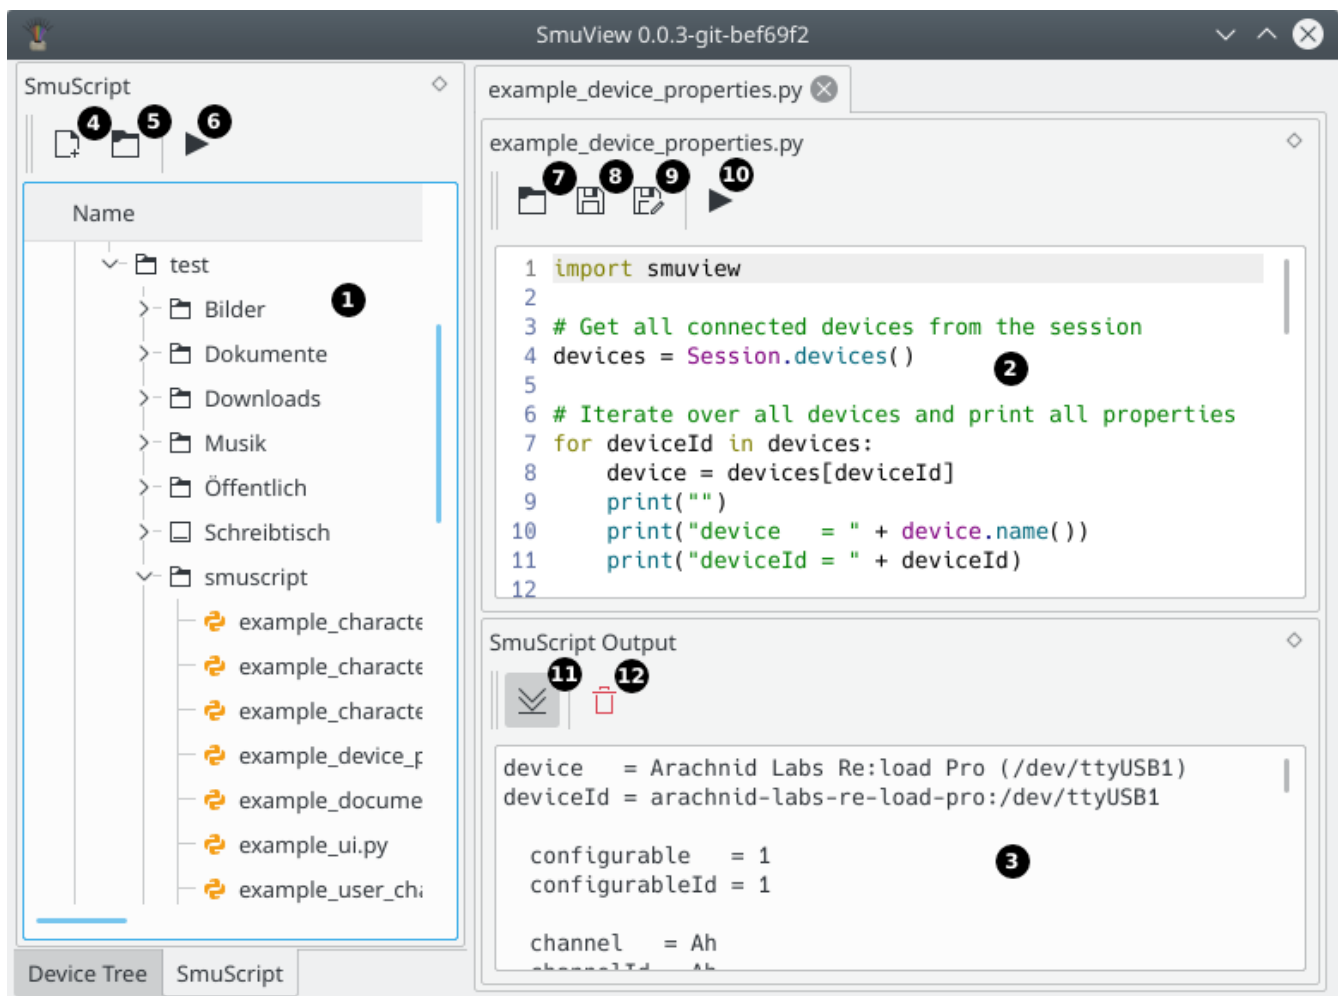 SmuView 0.0.3-git-bef69f2
SmuScript
4 5 6
Name
test
Bilder
1
Dokumente
Downloads
Musik
Öffentlich
Schreibtisch
smuscript
example_characte
example_characte
example_characte
example_device_p
example_docume
example_ui.py
example_user_cha
Device Tree
SmuScript
example_device_properties.py
example_device_properties.py
7 8 9 10
1 import smuview
2
3 # Get all connected devices from the session
4 devices = Session.devices()
2
5
6 # Iterate over all devices and print all properties
7 for deviceId in devices:
8     device = devices[deviceId]
9     print("")
10     print("device   = " + device.name())
11     print("deviceId = " + deviceId)
12
SmuScript Output
11 12
device   = Arachnid Labs Re:load Pro (/dev/ttyUSB1)
deviceId = arachnid-labs-re-load-pro:/dev/ttyUSB1
  configurable   = 1
3
  configurableId = 1
  channel   = Ah
  channelId = Ah